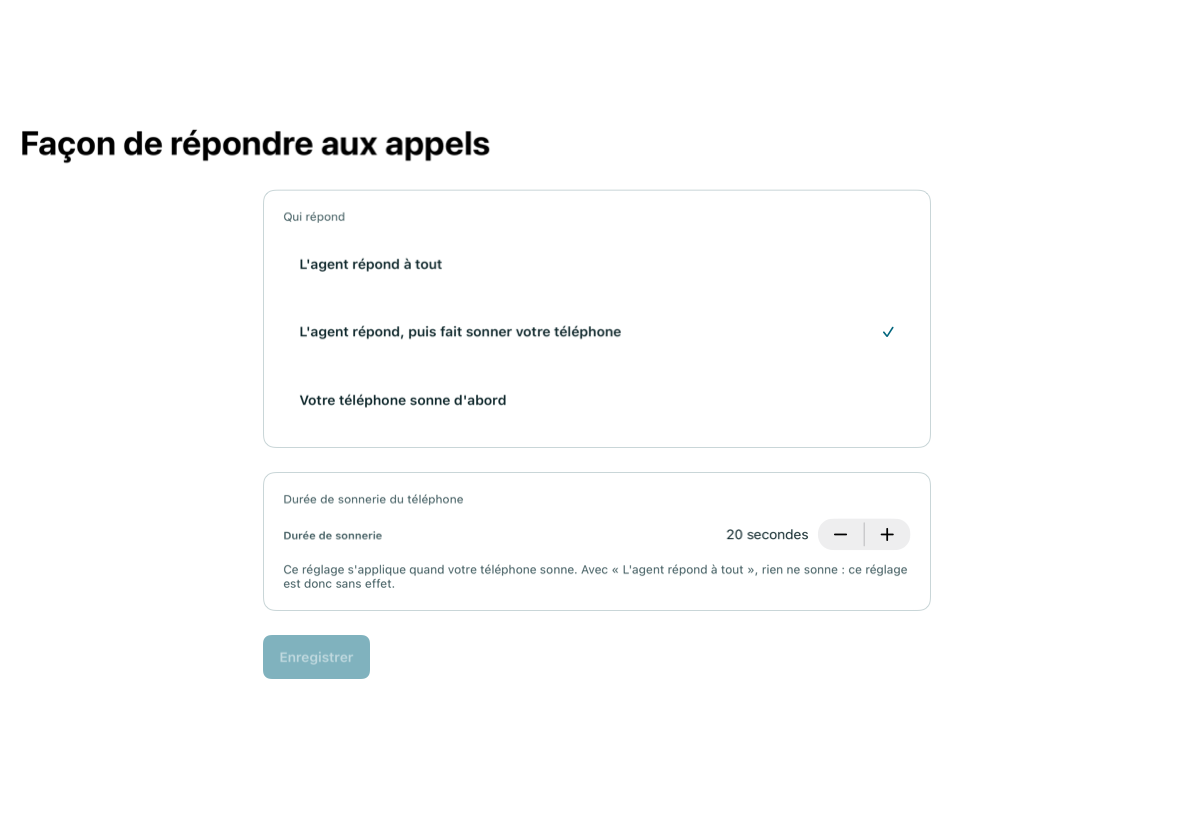 Façon de répondre aux appels
Qui répond
L'agent répond à tout
L'agent répond, puis fait sonner votre téléphone
Votre téléphone sonne d'abord
Durée de sonnerie du téléphone
Durée de sonnerie
20 secondes
Ce réglage s'applique quand votre téléphone sonne. Avec « L'agent répond à tout », rien ne sonne : ce réglage
est donc sans effet.
Enregistrer